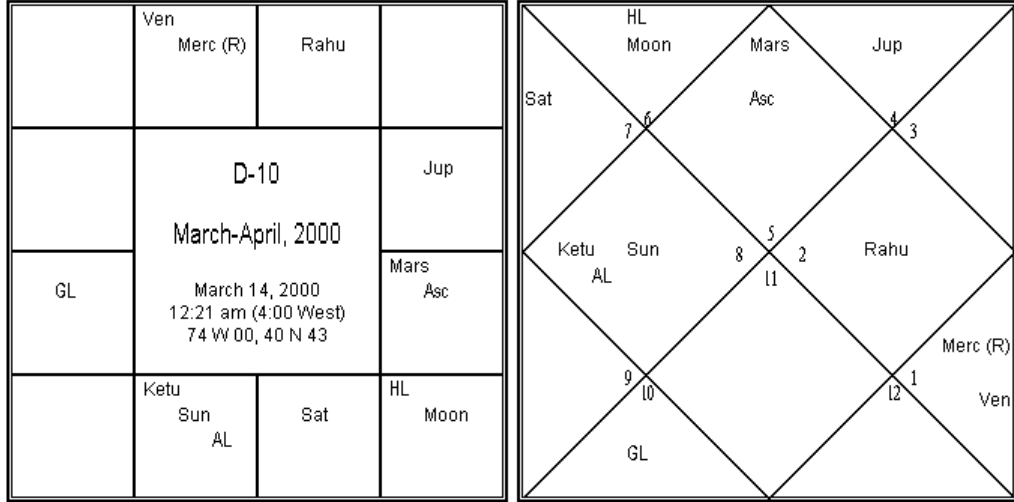 Ven
Merc (R)
Rahu
Jup
D-10
March-April, 2000
March 14, 2000
12:21 am (4:00 West)
74 W 00, 40 N 43
GL
Mars
Asc
Ketu
Sun
AL
Sat
HL
Moon
HL
Moon
Mars
Asc
Jup
Sat
6
7
4
3
5
8
2
11
Ketu Sun
AL
Rahu
Merc (R)
Ven
9
10
1
12
GL